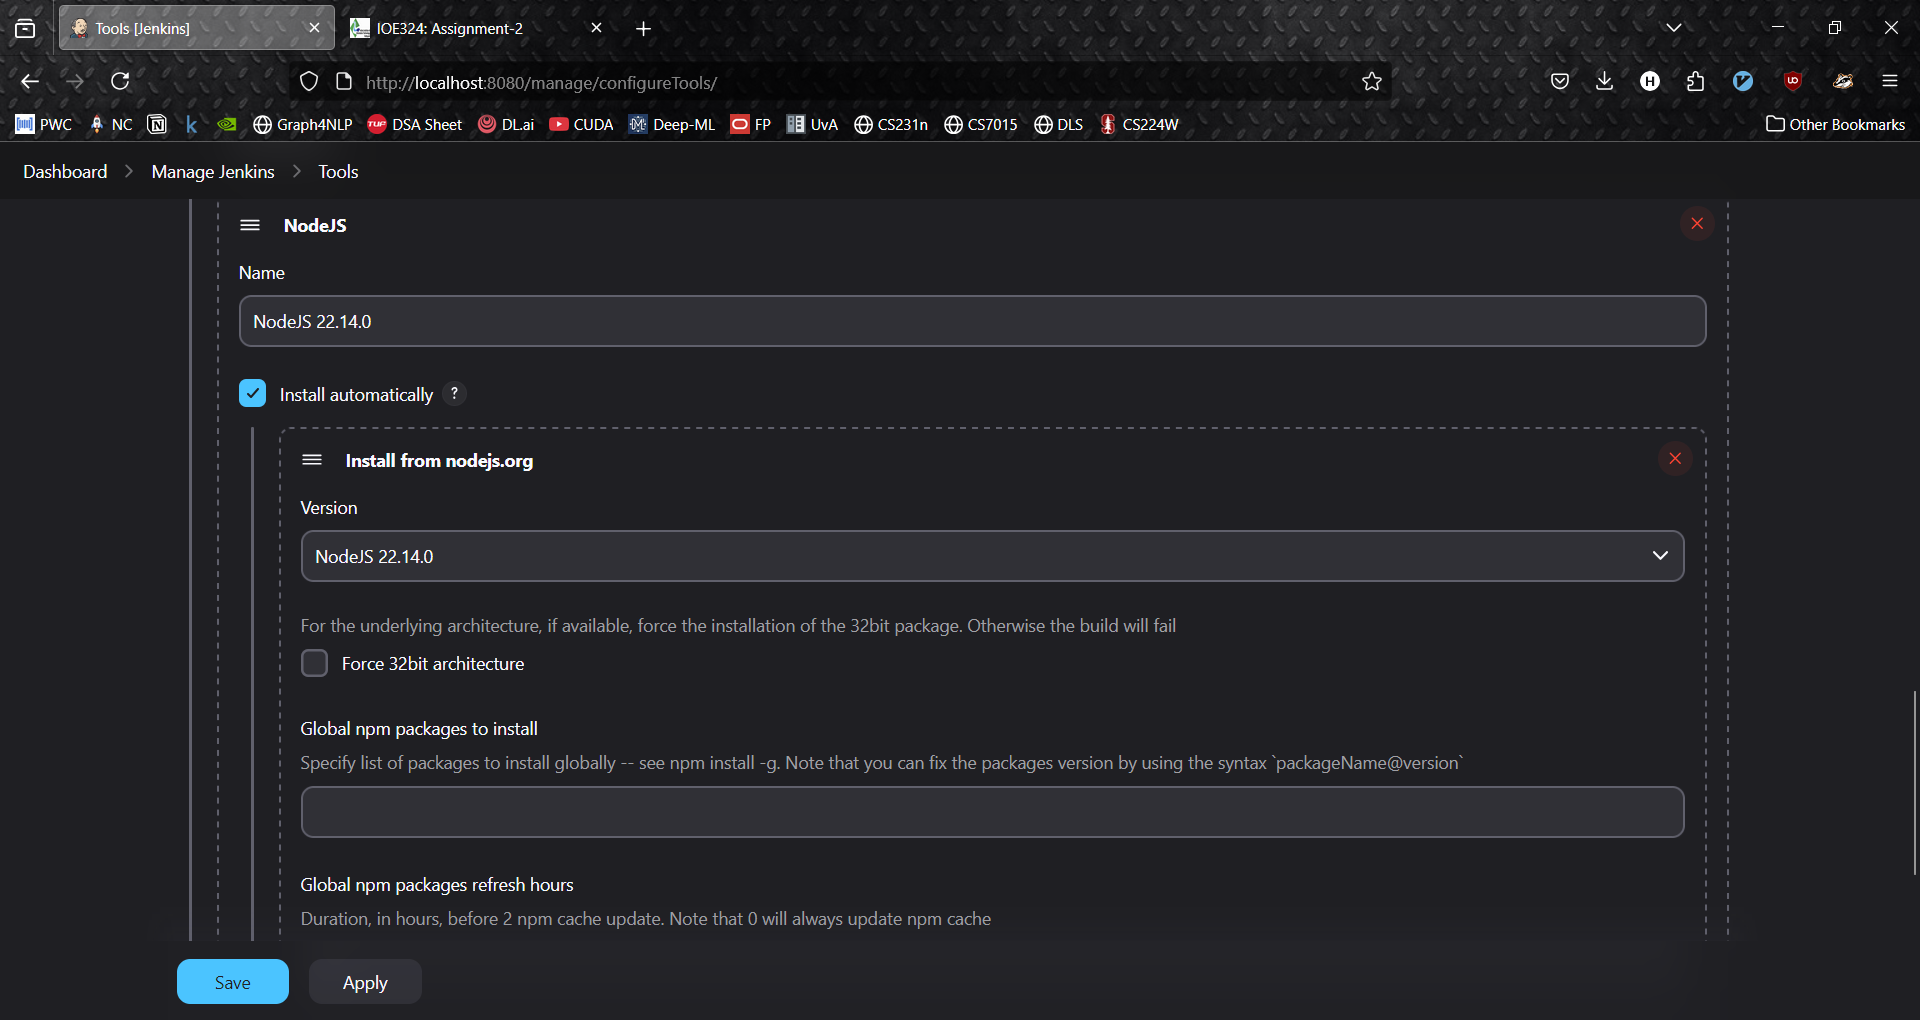 Tools [Jenkins]
IOE324: Assignment-2
http://localhost:8080/manage/configureTools/
PWC NC Graph4NLP DSA Sheet DL.ai CUDA Deep-ML FP UvA CS231n CS7015 DLS CS224W Other Bookmarks
Dashboard Manage Jenkins Tools
NodeJS
Name
NodeJS 22.14.0
Install automatically ?
Install from nodejs.org
Version
NodeJS 22.14.0
For the underlying architecture, if available, force the installation of the 32bit package. Otherwise the build will fail
Force 32bit architecture
Global npm packages to install
Specify list of packages to install globally -- see npm install -g. Note that you can fix the packages version by using the syntax `packageName@version`
Global npm packages refresh hours
Duration, in hours, before 2 npm cache update. Note that 0 will always update npm cache
Save Apply